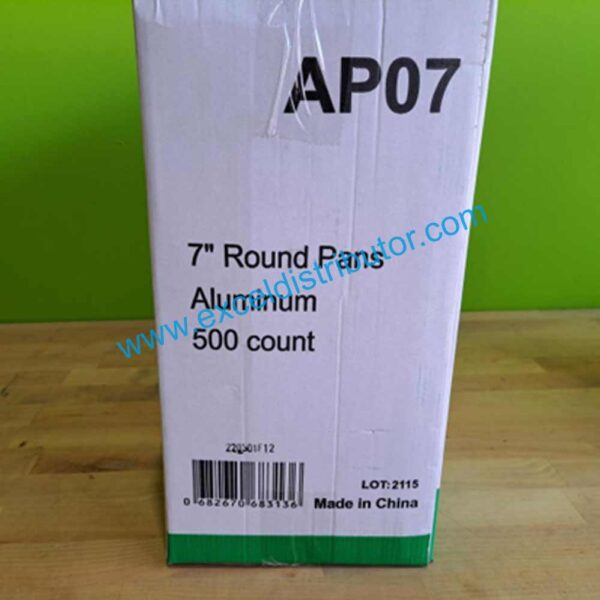 AP07
7" Round Pans
Aluminum
500 count
www.exceldistributor.com
LOT: 2115
0 682670 683136
Made in China